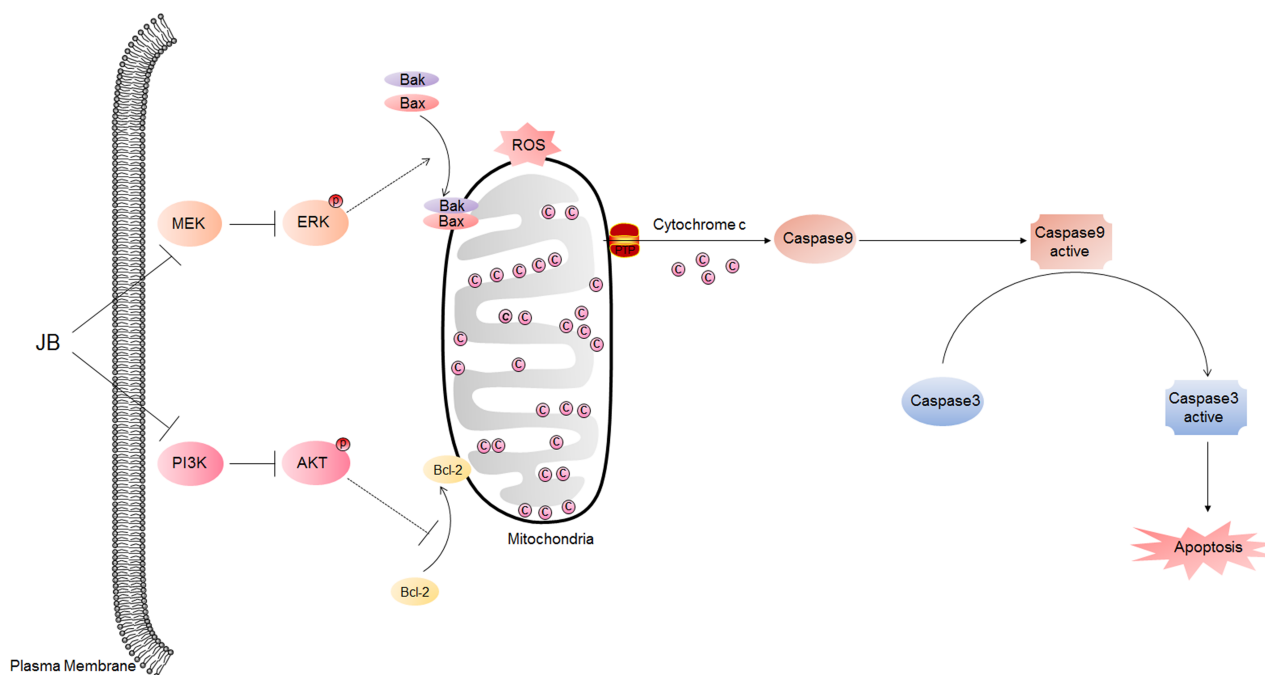 Bak
Bax
ROS
Bak
Bax
MEK
ERK
p
Cytochrome c
PTP
Caspase9
Caspase9
active
C C
C C C C C
C
C C
C C C C
C C C
C C C
C C C C
C
C
C C C
C C C
C C
C C C
JB
Caspase3
Caspase3
active
PI3K
AKT
p
Bcl-2
Mitochondria
Apoptosis
Bcl-2
Plasma Membrane